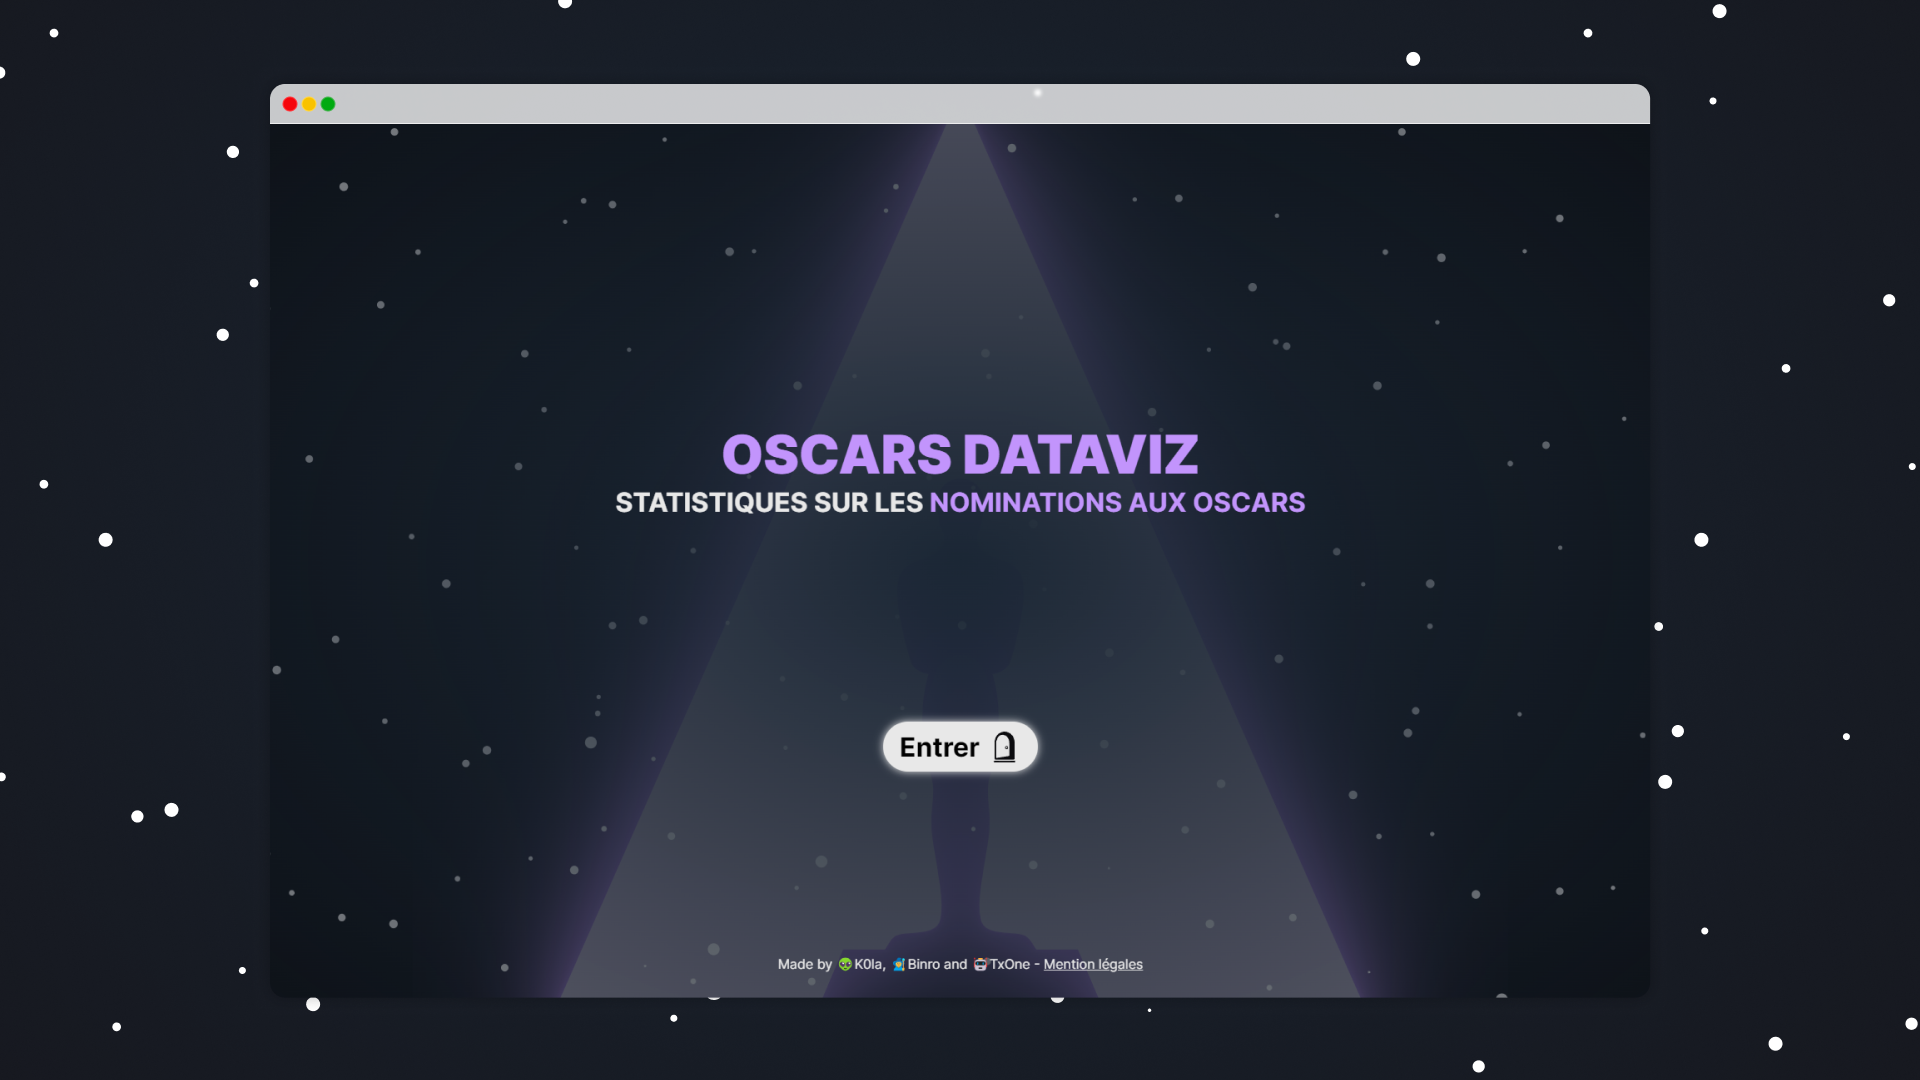 OSCARS DATAVIZ
STATISTIQUES SUR LES NOMINATIONS AUX OSCARS
Entrer
Made by K0la, Binro and TxOne - Mention légales